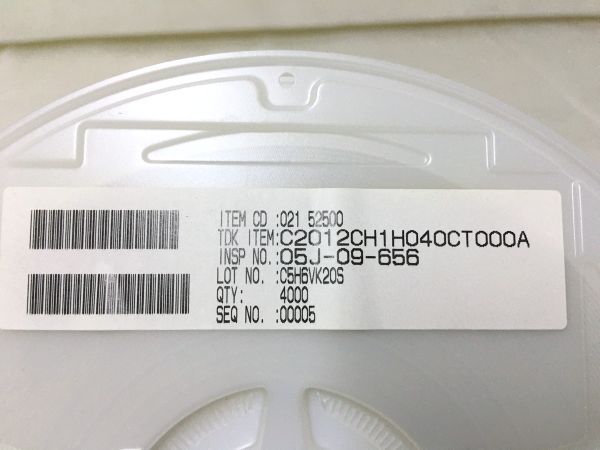 ITEM CD :021 52500
TDK ITEM:C2012CH1H040CT000A
INSP NO.:05J-09-656
LOT NO. :C5H6VK20S
QTY: 4000
SEQ NO. :00005